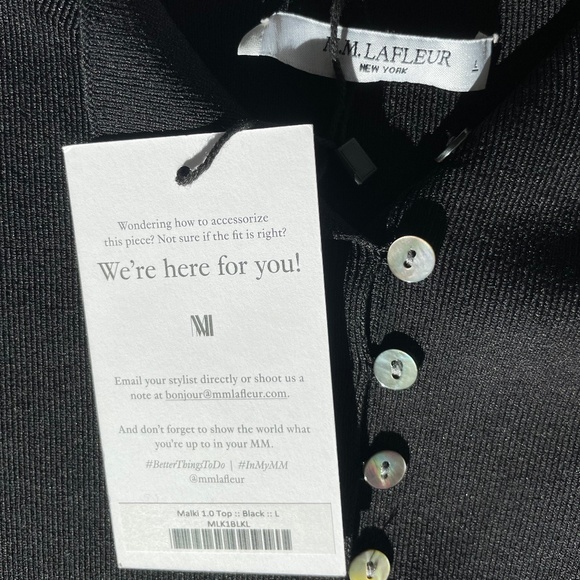 M.M.LAFLEUR
NEW YORK
L
Wondering how to accessorize
this piece? Not sure if the fit is right?
We're here for you!
MM
Email your stylist directly or shoot us a
note at bonjour@mmlafleur.com.
And don't forget to show the world what
you're up to in your MM.
#BetterThingsToDo | #InMyMM
@mmlafleur
Malki 1.0 Top :: Black :: L
MLK1BLKL